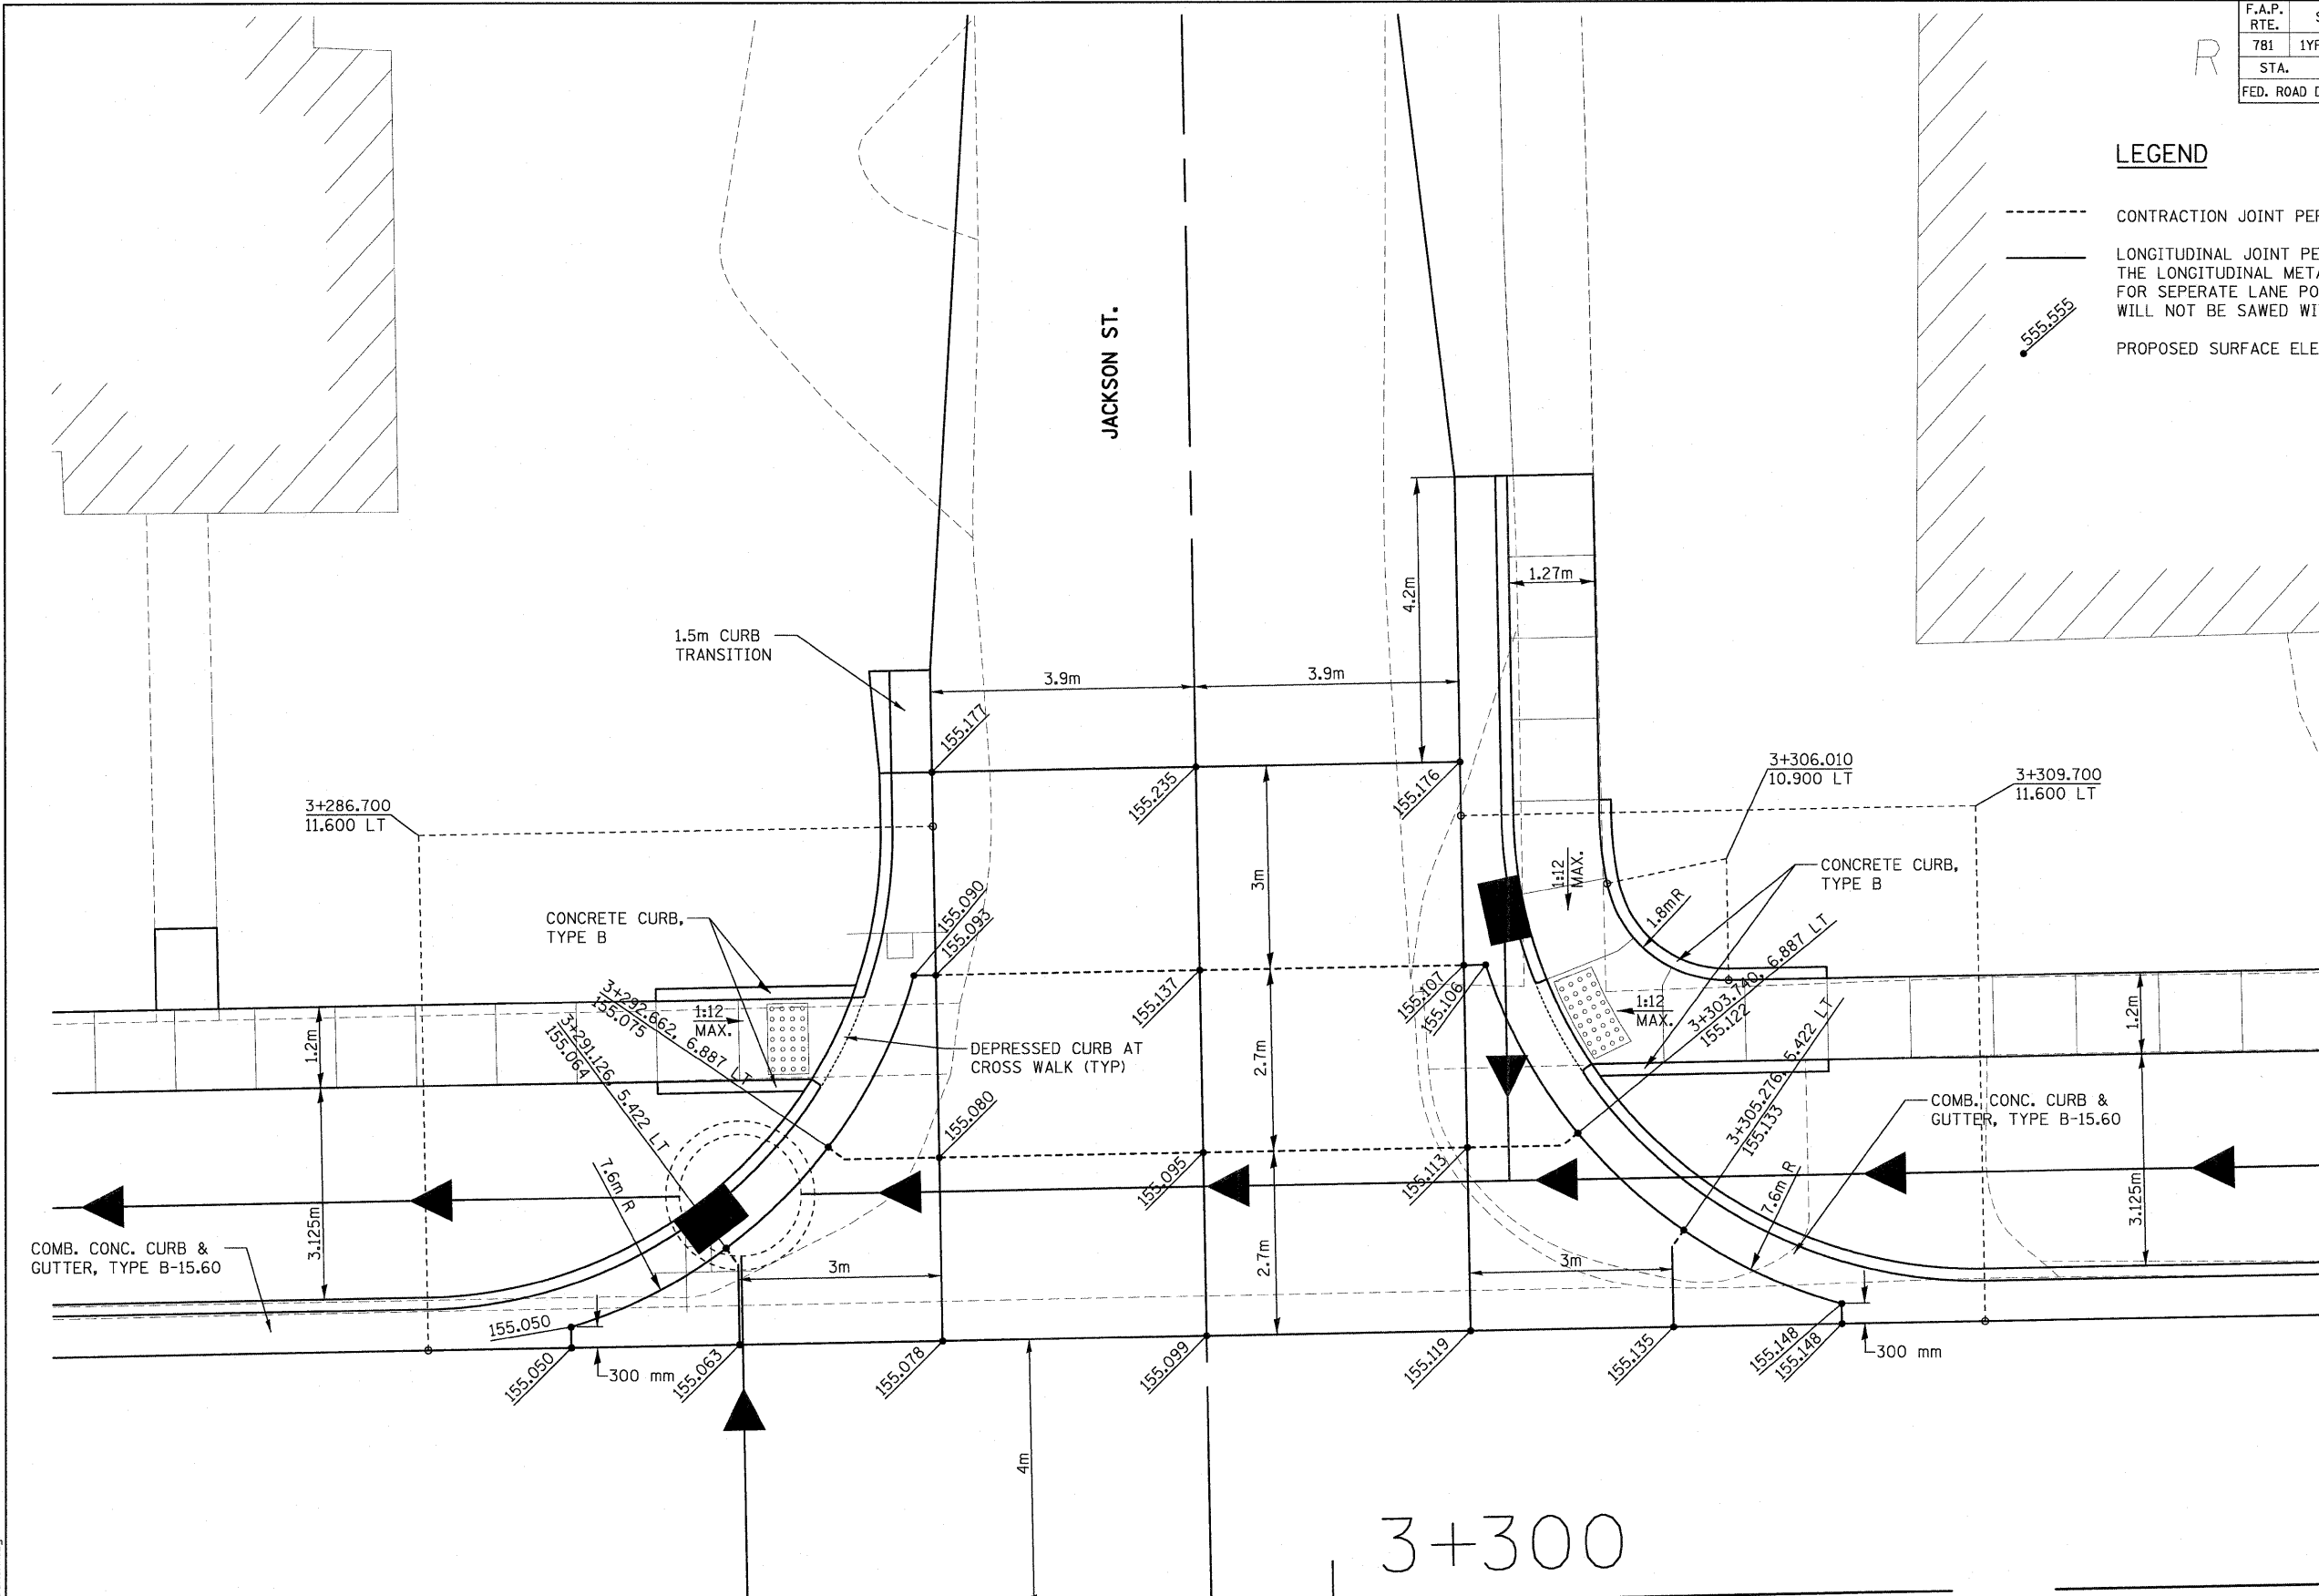 F.A.P.
RTE.
781
STA.
FED. ROAD
R
LEGEND
CONTRACTION JOINT
LONGITUDINAL JOINT
THE LONGITUDINAL
FOR SEPERATE LANE
WILL NOT BE SAWED
555.555
PROPOSED SURFACE
JACKSON ST.
4.2m
1.27m
1.5m CURB
TRANSITION
3.9m
3.9m
155.177
155.235
155.176
3+306.010
10.900 LT
3+309.700
11.600 LT
3+286.700
11.600 LT
3m
1:12
MAX.
CONCRETE CURB,
TYPE B
1.8mR
CONCRETE CURB,
TYPE B
155.090
155.093
155.137
155.107
155.106
3+303.740, 6.887 LT
155.122
3+292.662, 6.887 LT
155.075
1:12
MAX.
1:12
MAX.
1.2m
1.2m
3+291.126, 5.422 LT
155.064
DEPRESSED CURB AT
CROSS WALK (TYP)
2.7m
3+305.276, 5.422 LT
155.133
COMB. CONC. CURB &
GUTTER, TYPE B-15.60
155.080
155.095
155.113
7.6m R
7.6m R
3.125m
3.125m
COMB. CONC. CURB &
GUTTER, TYPE B-15.60
3m
2.7m
3m
155.050
155.050
300 mm
155.063
155.078
155.099
155.119
155.135
155.148
155.148
300 mm
4m
3+300